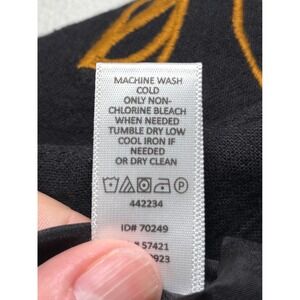 MACHINE WASH
COLD
ONLY NON-
CHLORINE BLEACH
WHEN NEEDED
TUMBLE DRY LOW
COOL IRON IF
NEEDED
OR DRY CLEAN
P
442234
ID# 70249
# 57421
0923